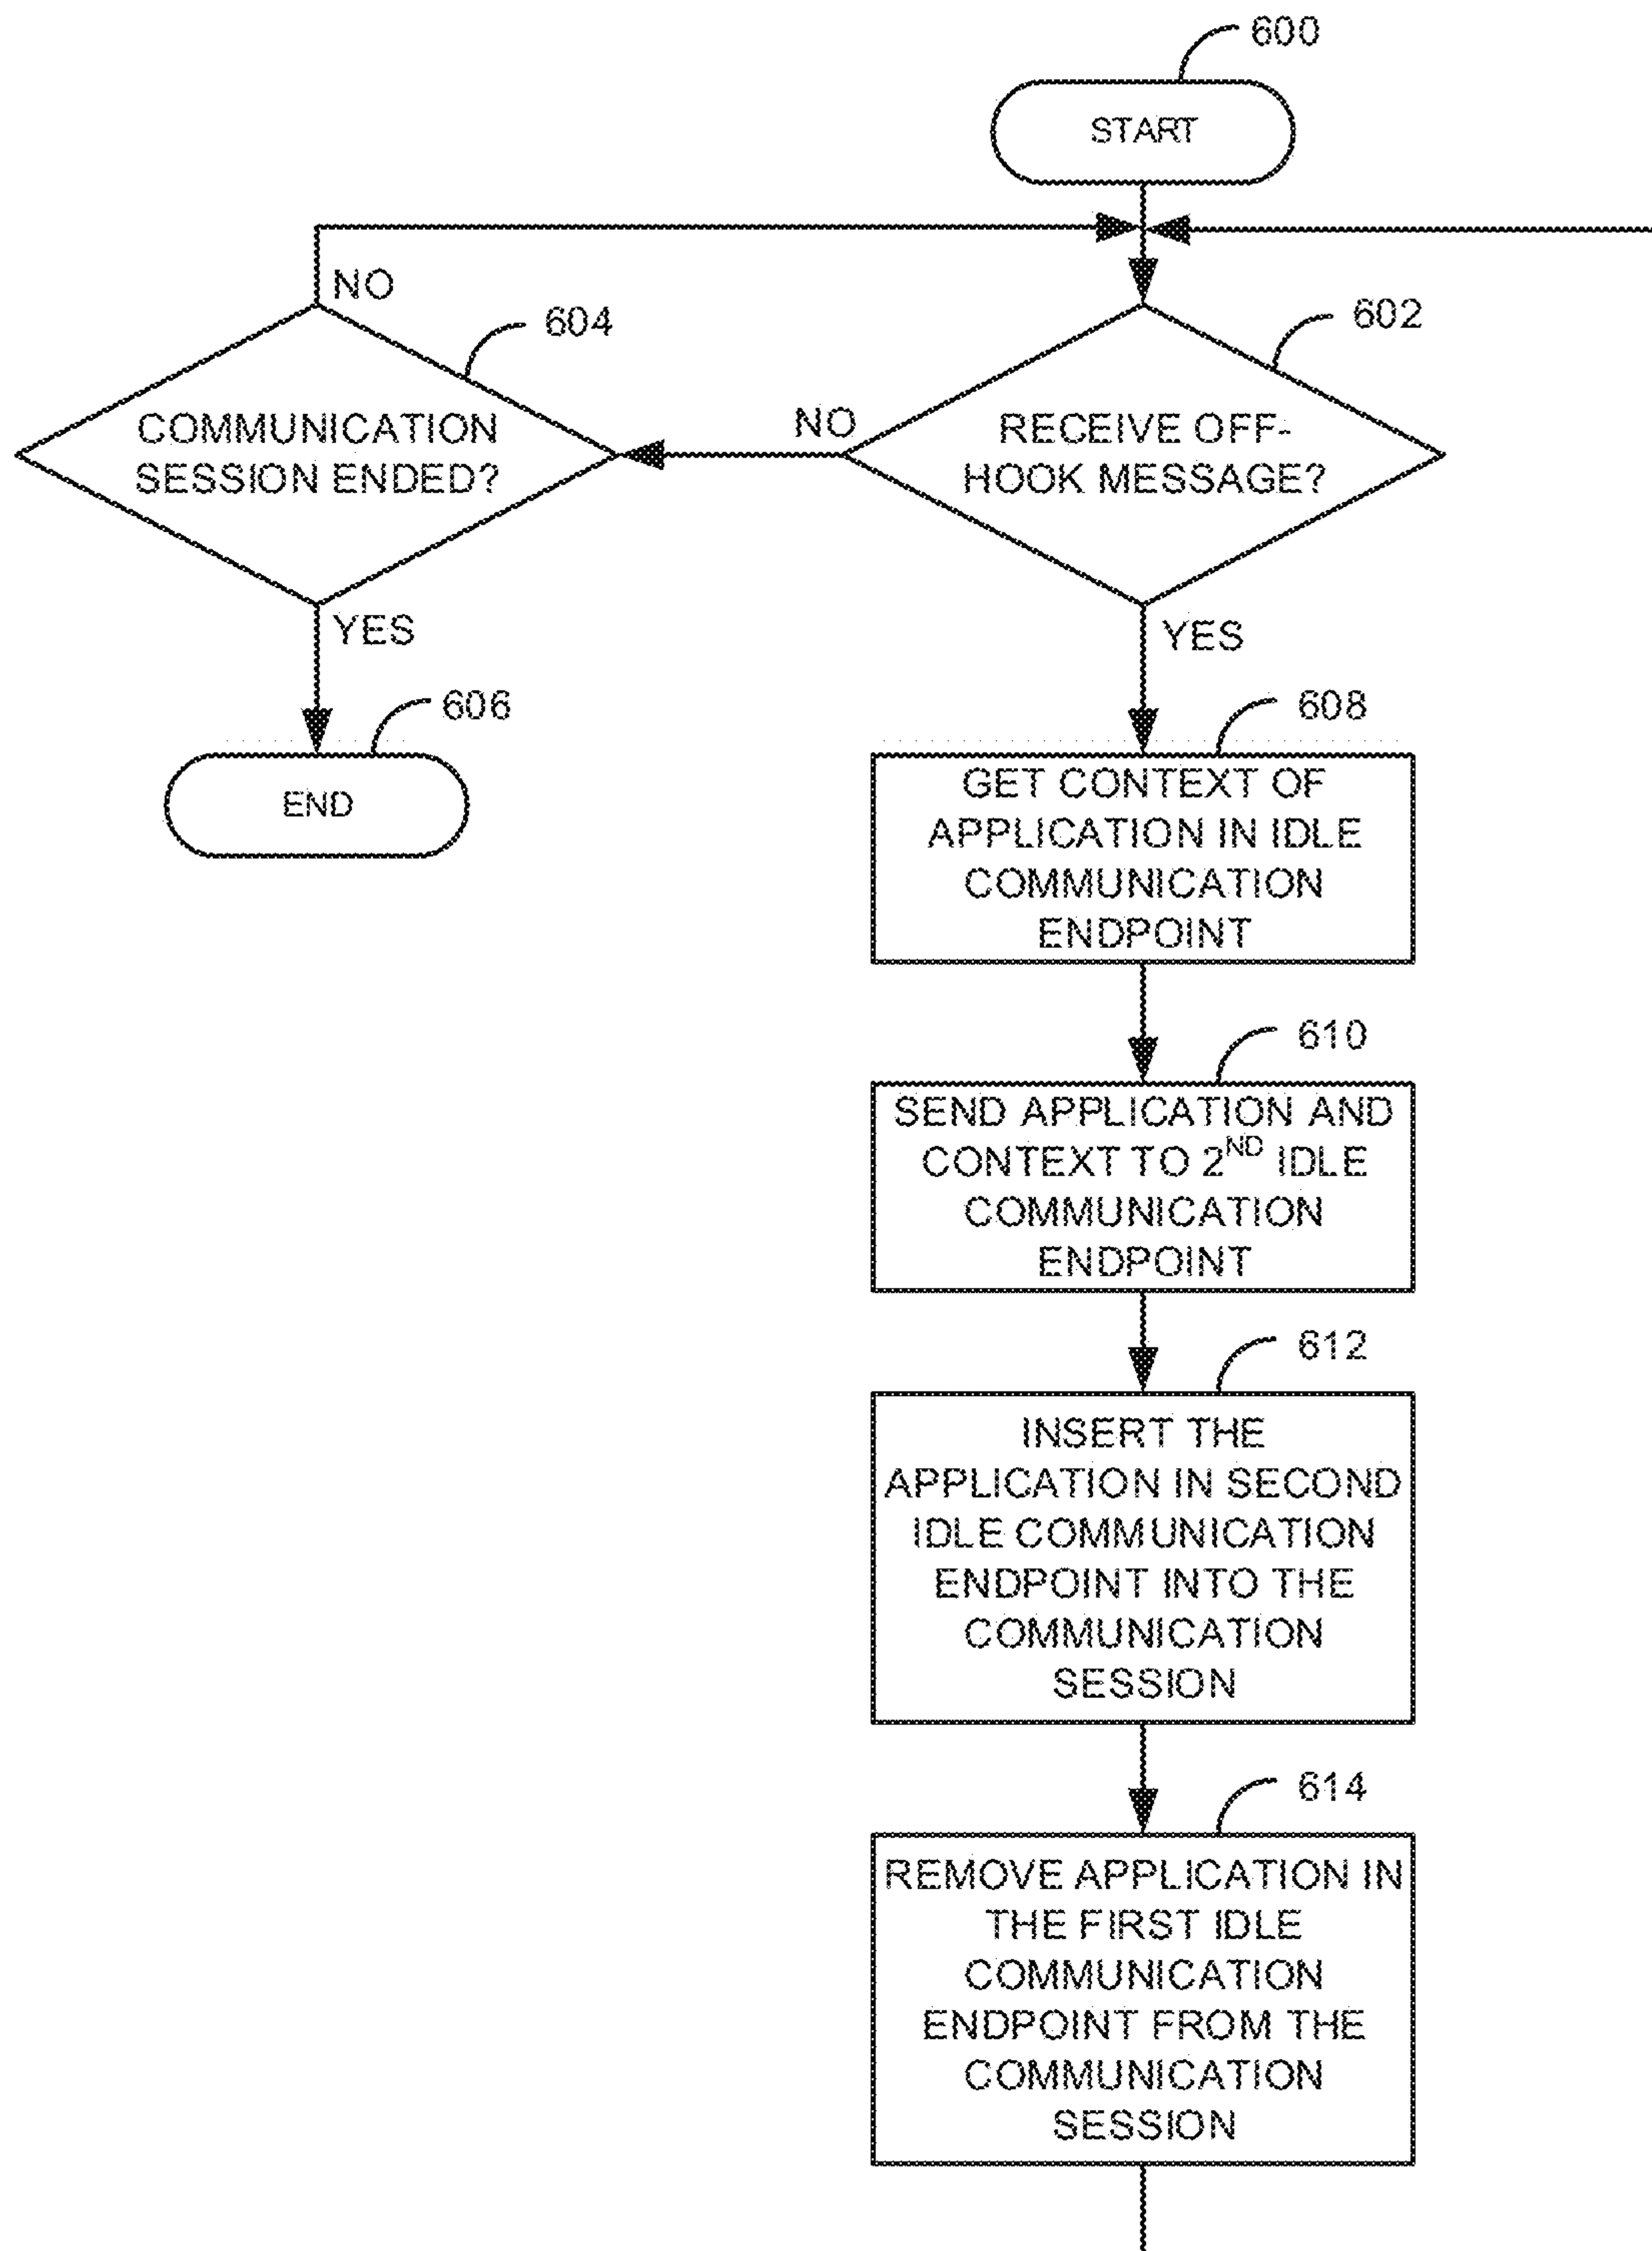 600
START
NO
604
602
COMMUNICATION
SESSION ENDED?
NO
RECEIVE OFF-
HOOK MESSAGE?
YES
YES
606
608
END
GET CONTEXT OF
APPLICATION IN IDLE
COMMUNICATION
ENDPOINT
610
SEND APPLICATION AND
CONTEXT TO 2ND IDLE
COMMUNICATION
ENDPOINT
612
INSERT THE
APPLICATION IN SECOND
IDLE COMMUNICATION
ENDPOINT INTO THE
COMMUNICATION
SESSION
614
REMOVE APPLICATION IN
THE FIRST IDLE
COMMUNICATION
ENDPOINT FROM THE
COMMUNICATION
SESSION